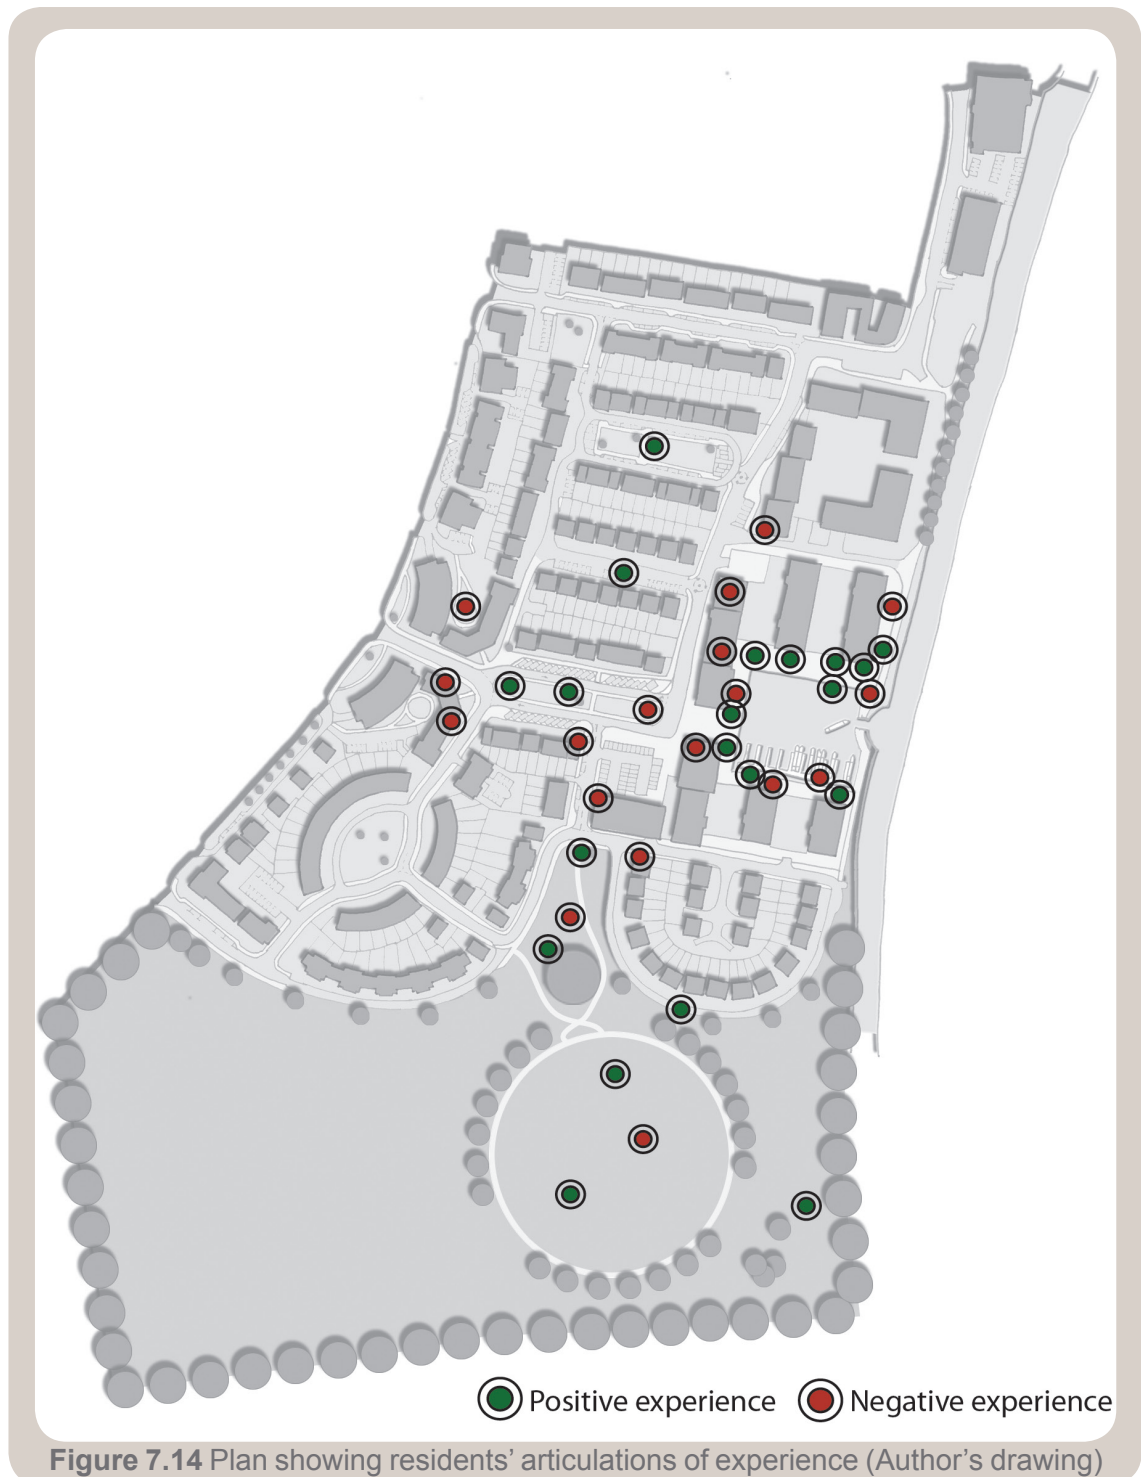 Positive experience Negative experience
Figure 7.14 Plan showing residents’ articulations of experience (Author’s drawing)